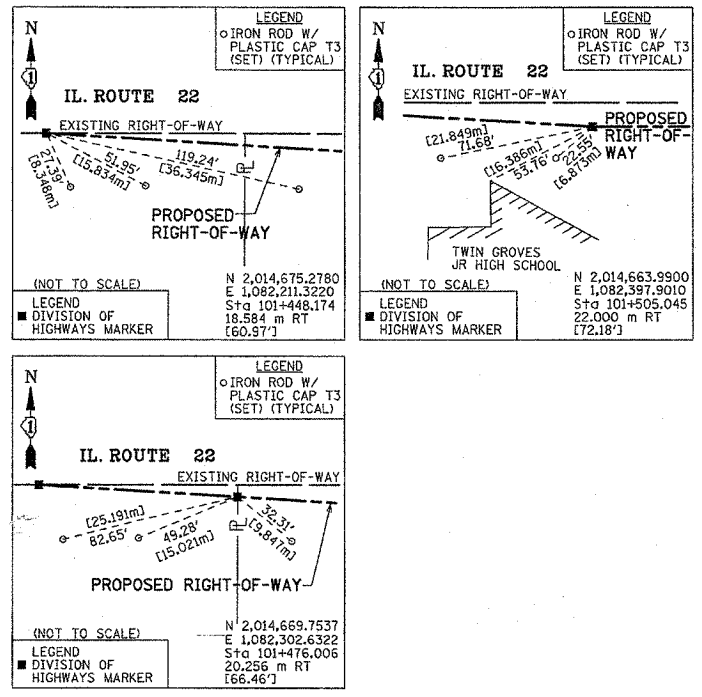 LEGEND
IRON ROD W/
PLASTIC CAP T3
(SET) (TYPICAL)
N
1
IL. ROUTE 22
EXISTING RIGHT-OF-WAY
27.39'
[8.348m]
51.95'
[15.834m]
119.24'
[36.345m]
PL
PROPOSED
RIGHT-OF-WAY
(NOT TO SCALE)
LEGEND
DIVISION OF
HIGHWAYS MARKER
N 2,014,675.2780
E 1,082,211.3220
Sta 101+448.174
18.584 m RT
[60.97']
LEGEND
IRON ROD W/
PLASTIC CAP T3
(SET) (TYPICAL)
N
1
IL. ROUTE 22
EXISTING RIGHT-OF-WAY
PROPOSED
RIGHT-OF-
WAY
[21.849m]
71.68'
[16.386m]
53.76'
22.55'
[6.873m]
TWIN GROVES
JR HIGH SCHOOL
(NOT TO SCALE)
LEGEND
DIVISION OF
HIGHWAYS MARKER
N 2,014,663.9900
E 1,082,397.9010
Sta 101+505.045
22.000 m RT
[72.18']
LEGEND
IRON ROD W/
PLASTIC CAP T3
(SET) (TYPICAL)
N
1
IL. ROUTE 22
EXISTING RIGHT-OF-WAY
[25.191m]
82.65'
49.28'
[15.021m]
32.31'
[9.847m]
PL
PROPOSED RIGHT-OF-WAY
(NOT TO SCALE)
LEGEND
DIVISION OF
HIGHWAYS MARKER
N 2,014,669.7537
E 1,082,302.6322
Sta 101+476.006
20.256 m RT
[66.46']